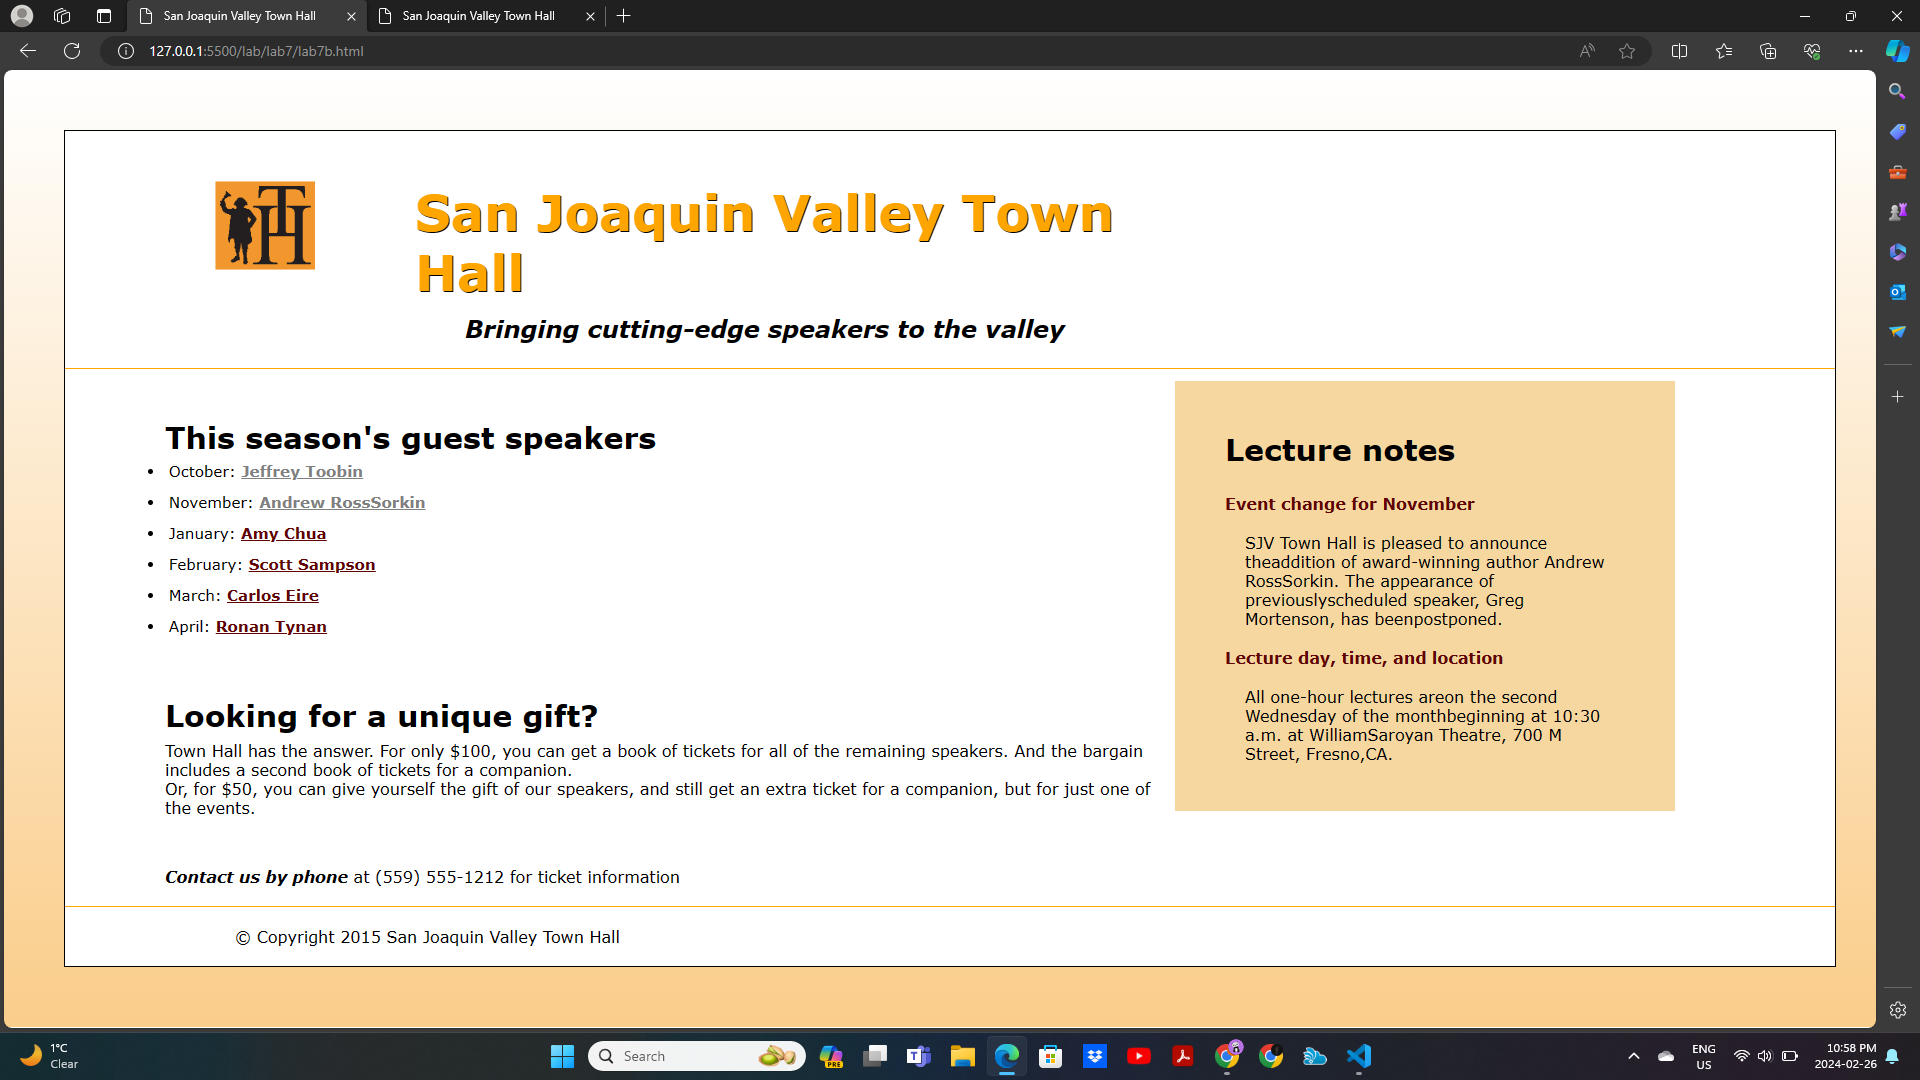 San Joaquin Valley Town Hall
San Joaquin Valley Town Hall
127.0.0.1:5500/lab/lab7/lab7b.html
TH
San Joaquin Valley Town
Hall
Bringing cutting-edge speakers to the valley
This season's guest speakers
• October: Jeffrey Toobin
• November: Andrew RossSorkin
• January: Amy Chua
• February: Scott Sampson
• March: Carlos Eire
• April: Ronan Tynan
Looking for a unique gift?
Town Hall has the answer. For only $100, you can get a book of tickets for all of the remaining speakers. And the bargain
includes a second book of tickets for a companion.
Or, for $50, you can give yourself the gift of our speakers, and still get an extra ticket for a companion, but for just one of
the events.
Contact us by phone at (559) 555-1212 for ticket information
Lecture notes
Event change for November
SJV Town Hall is pleased to announce
theaddition of award-winning author Andrew
RossSorkin. The appearance of
previouslyscheduled speaker, Greg
Mortenson, has beenpostponed.
Lecture day, time, and location
All one-hour lectures areon the second
Wednesday of the monthbeginning at 10:30
a.m. at WilliamSaroyan Theatre, 700 M
Street, Fresno,CA.
© Copyright 2015 San Joaquin Valley Town Hall
1°C
Clear
Search
PRE
ENG
US
10:58 PM
2024-02-26